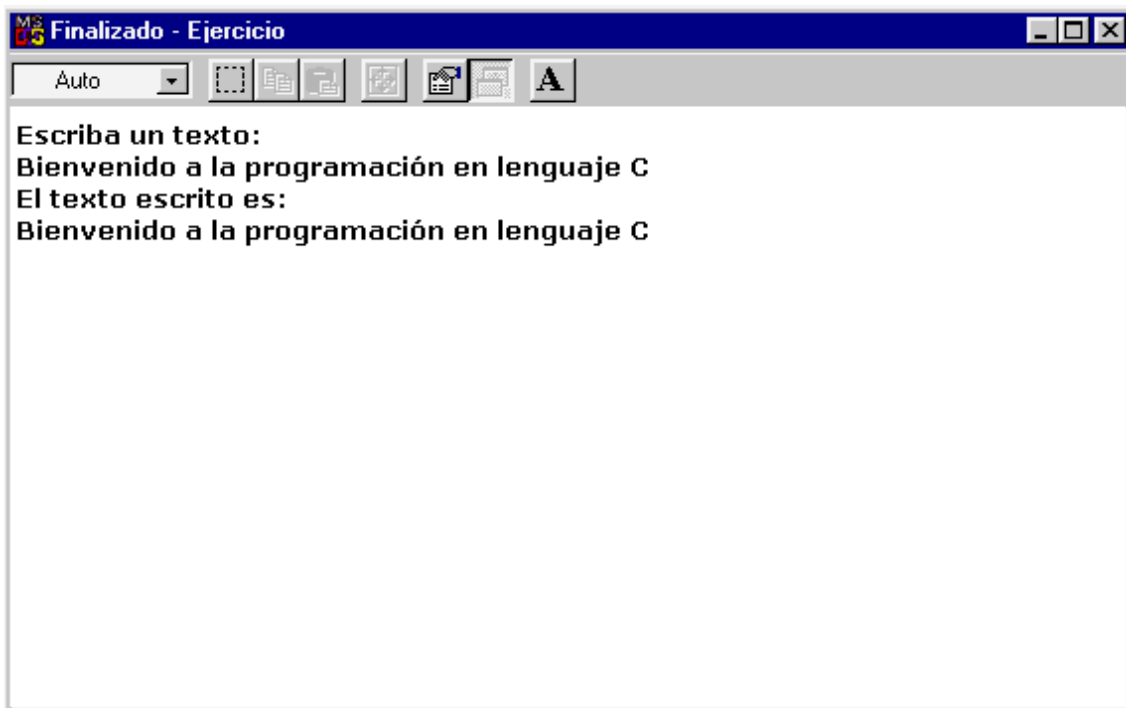 Finalizado - Ejercicio
Auto
A
Escriba un texto:
Bienvenido a la programación en lenguaje C
El texto escrito es:
Bienvenido a la programación en lenguaje C